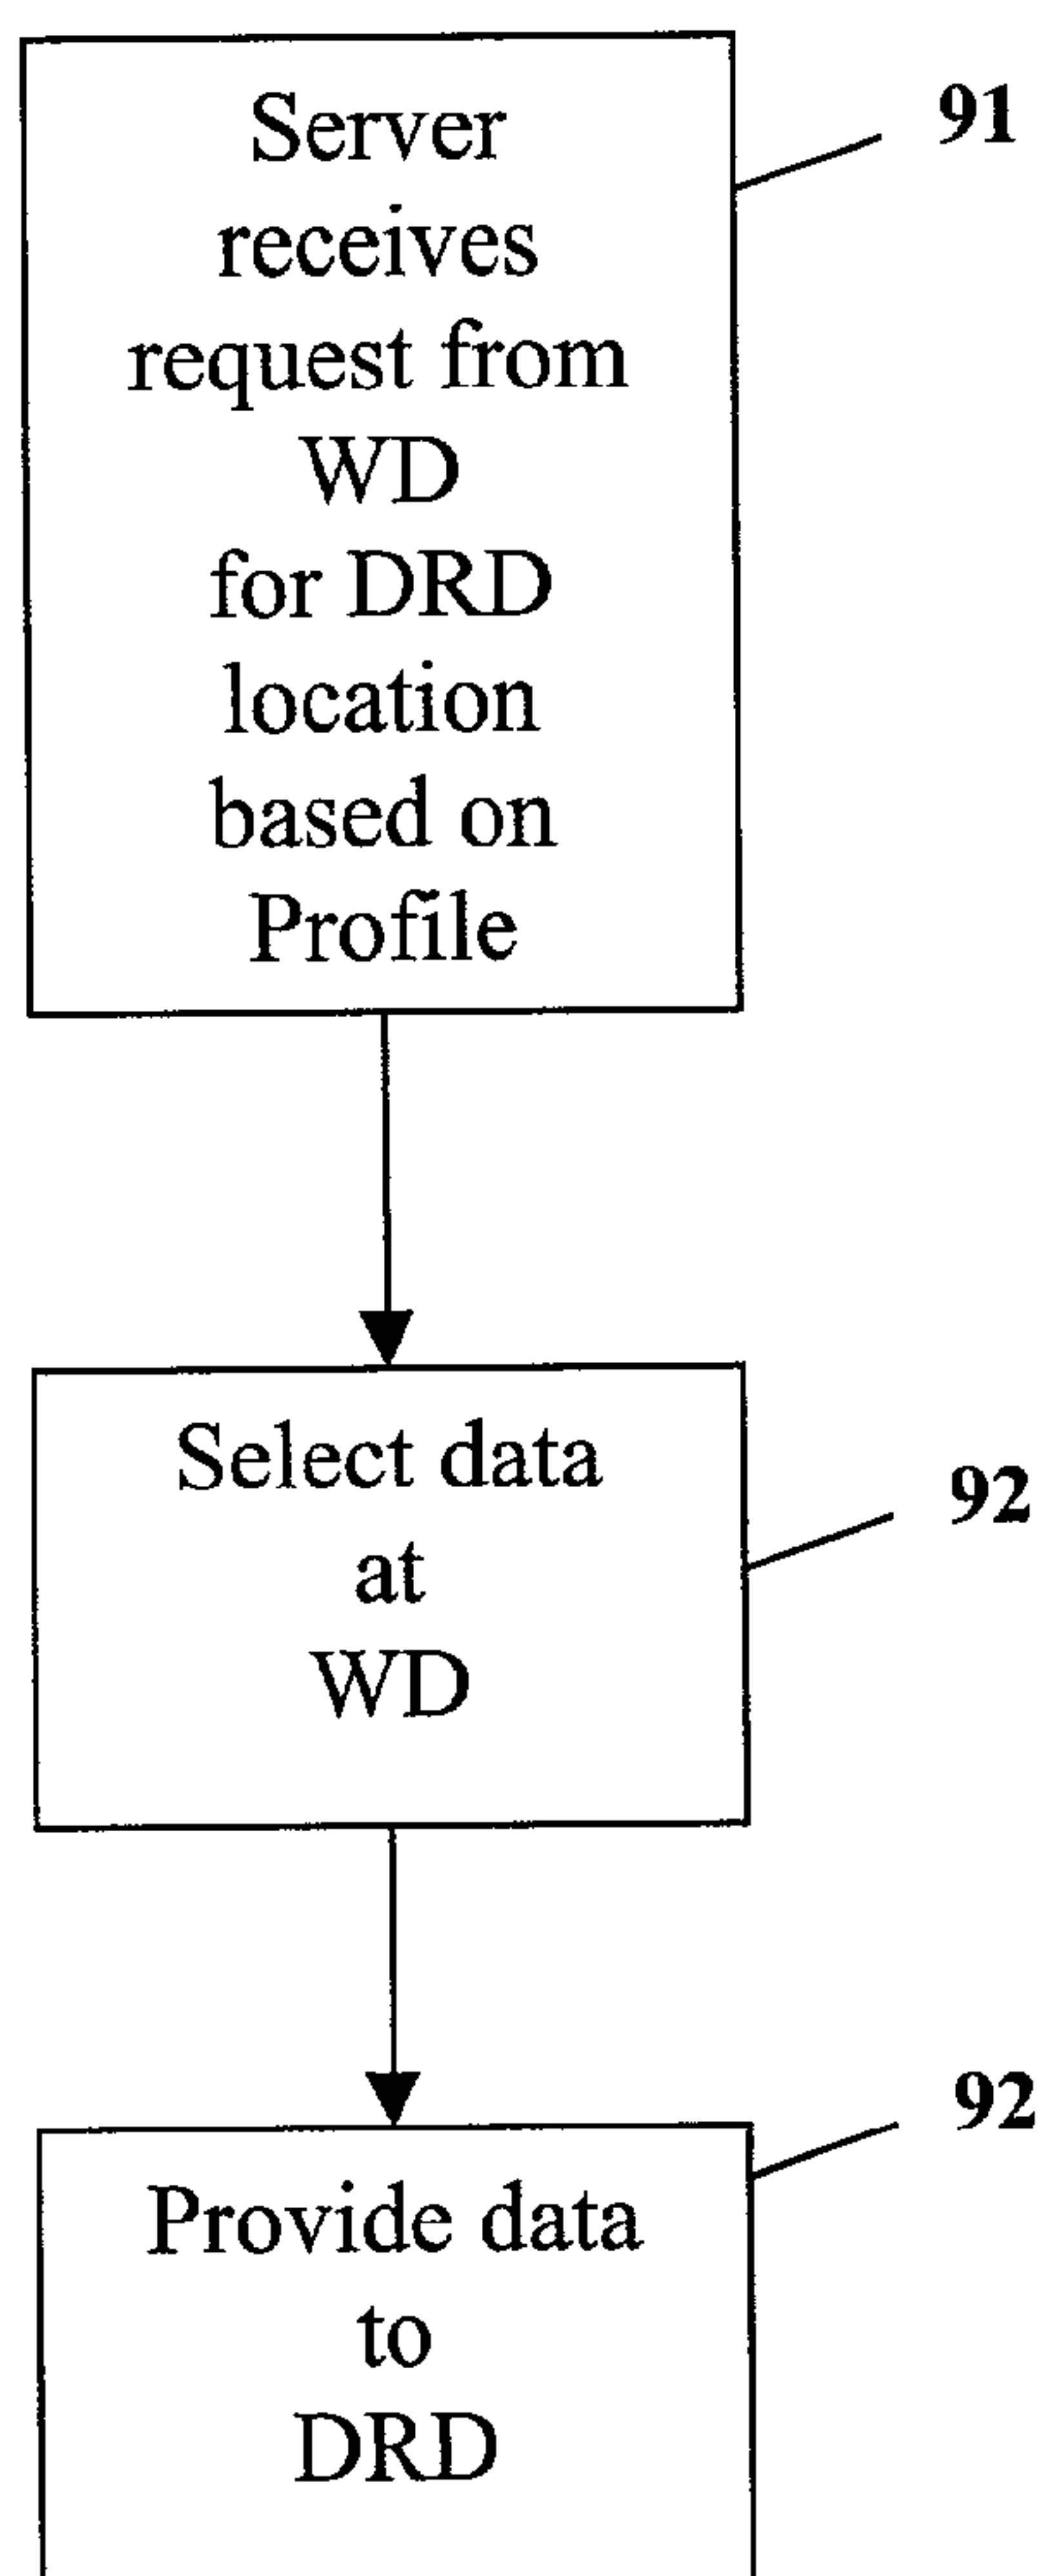 Server
receives
request from
WD
for DRD
location
based on
Profile
91
Select data
at
WD
92
Provide data
to
DRD
92